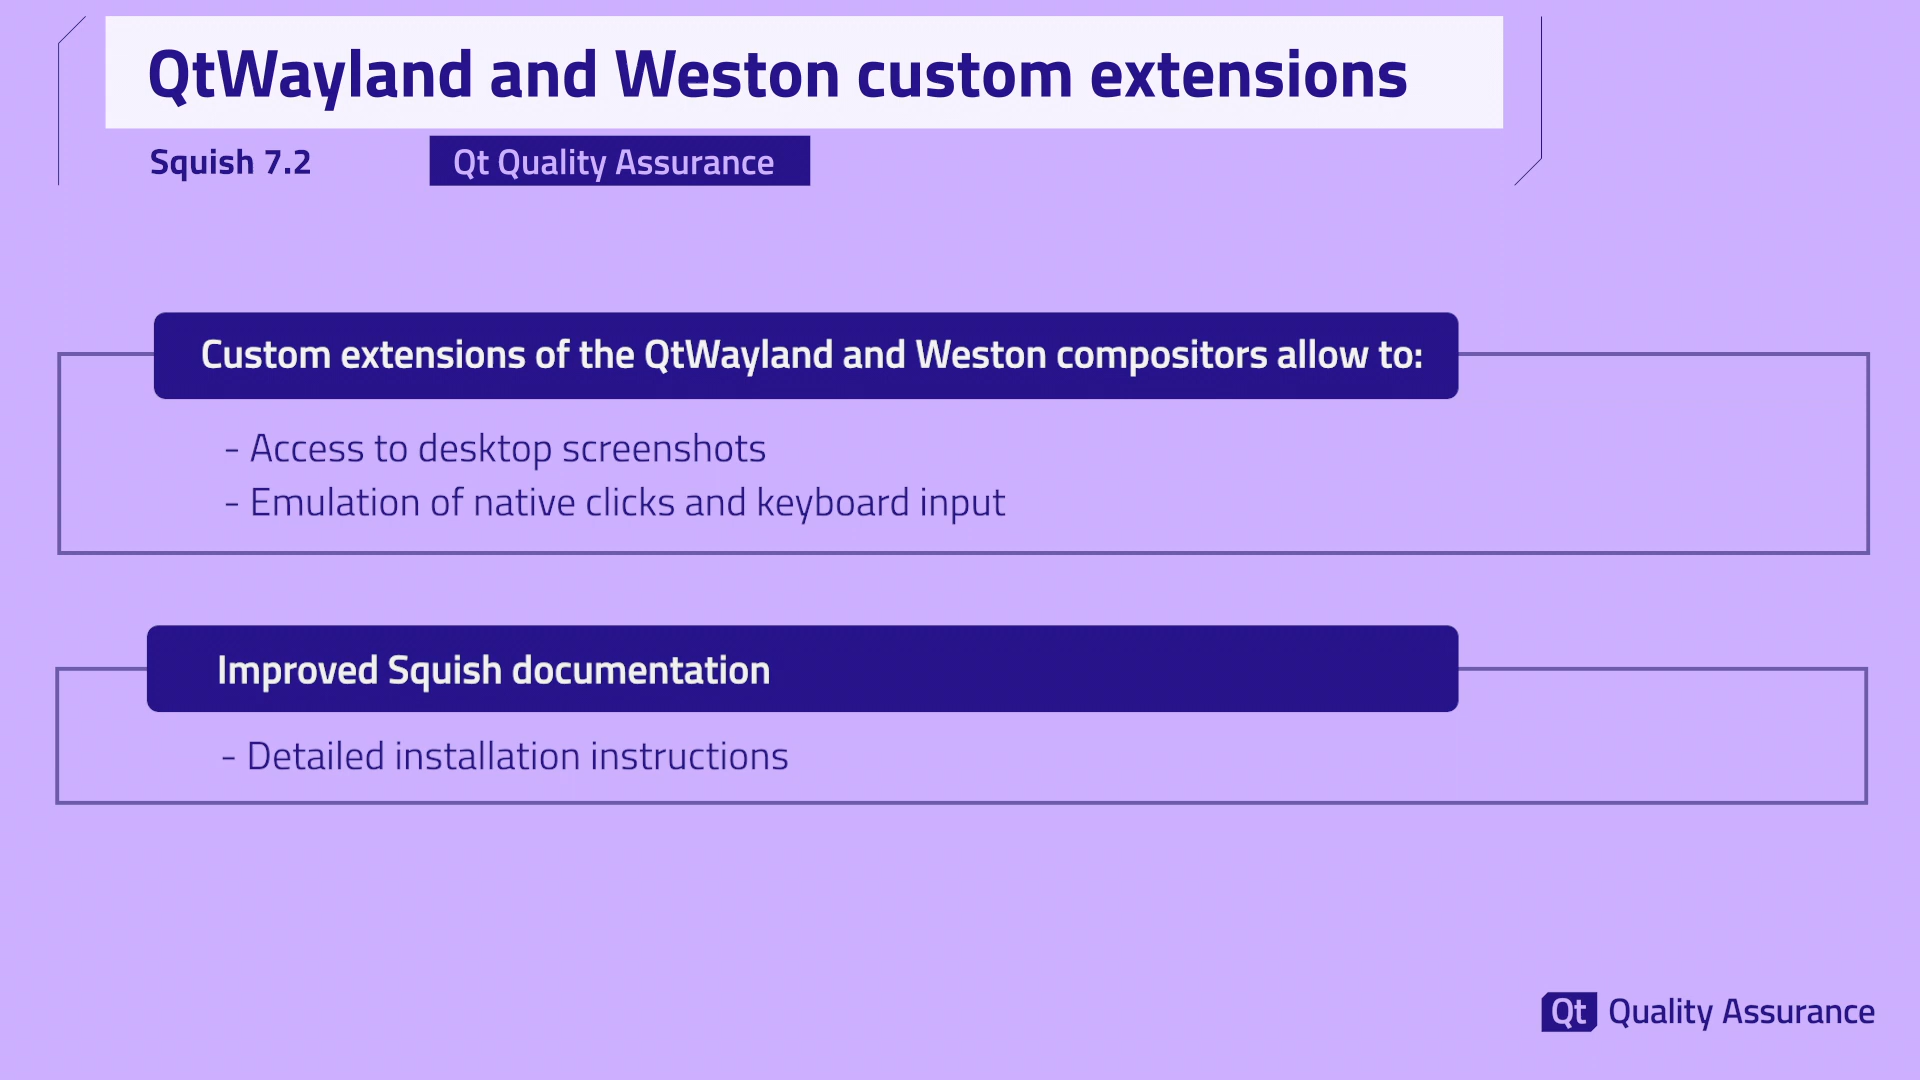 QtWayland and Weston custom extensions
Squish 7.2
Qt Quality Assurance
Custom extensions of the QtWayland and Weston compositors allow to:
- Access to desktop screenshots
- Emulation of native clicks and keyboard input
Improved Squish documentation
- Detailed installation instructions
Qt Quality Assurance